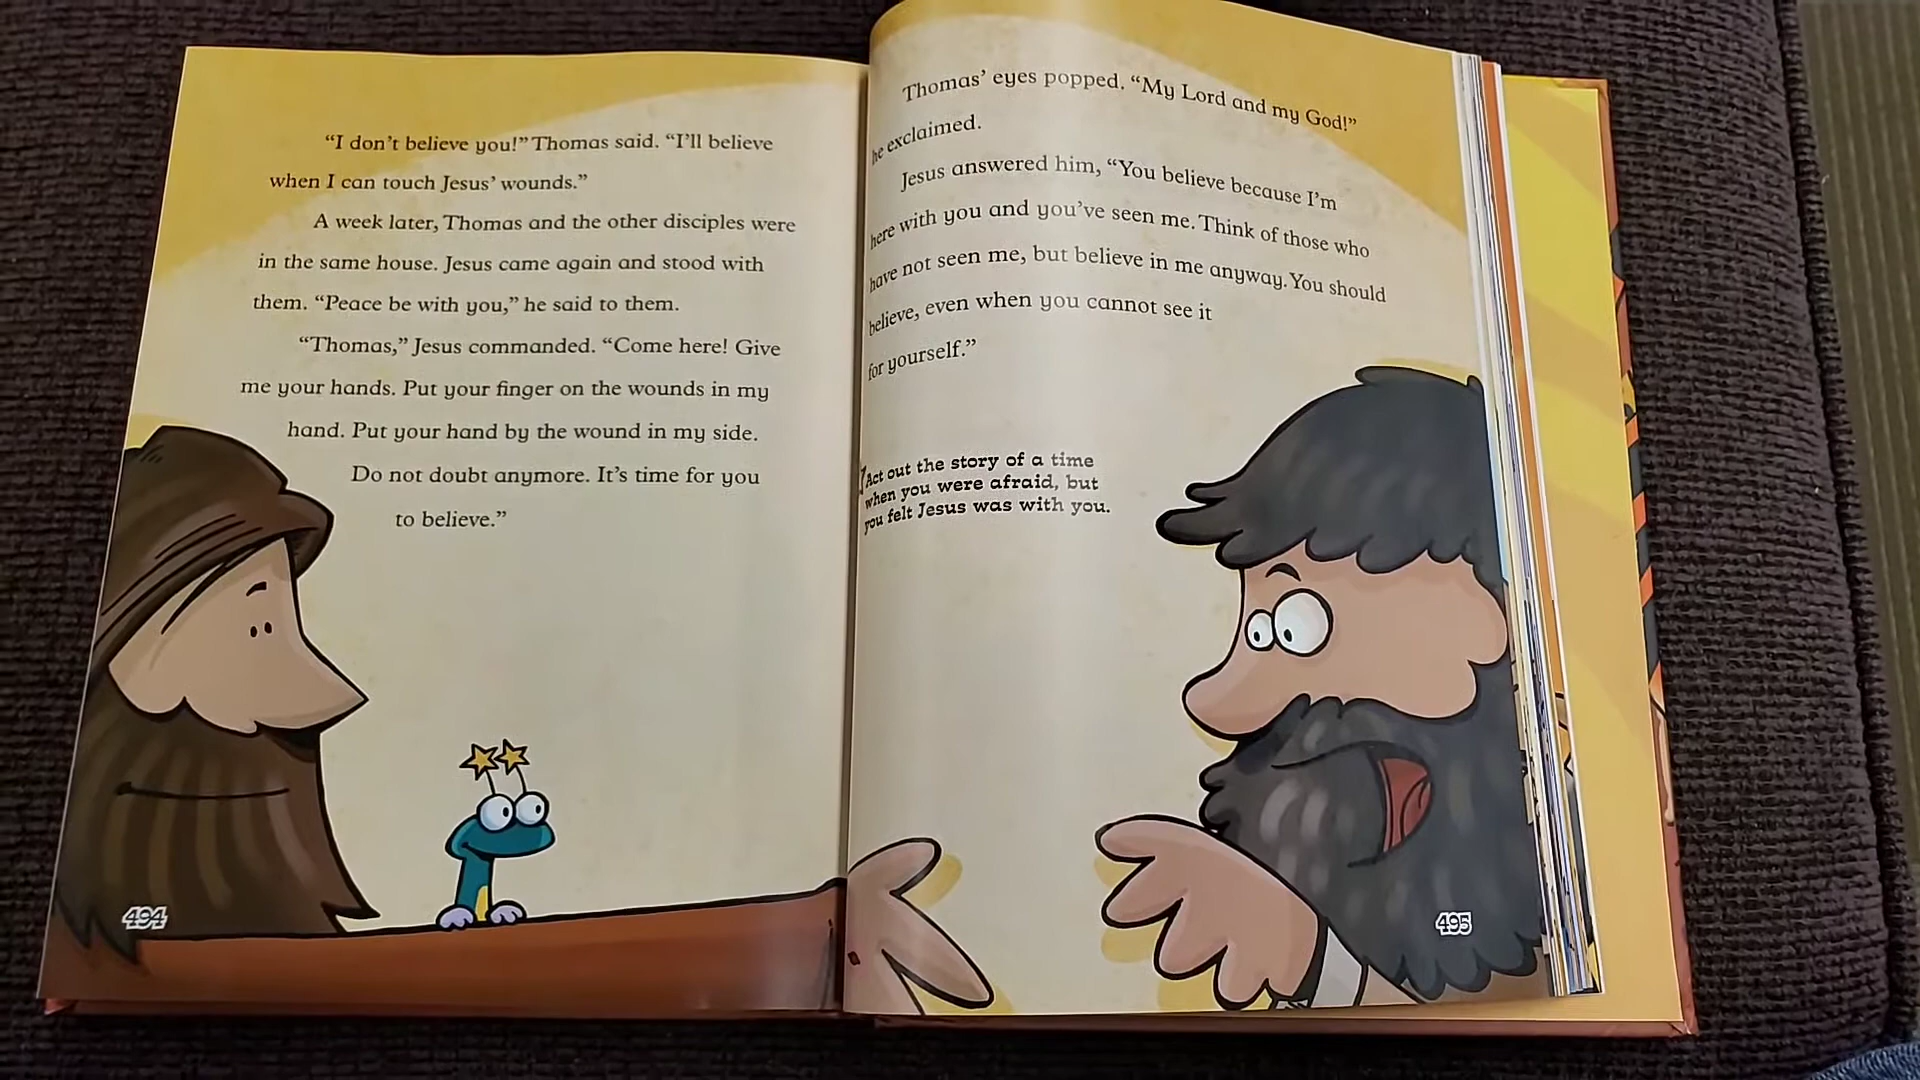 “I don’t believe you!” Thomas said. “I’ll believe
when I can touch Jesus’ wounds.”
A week later, Thomas and the other disciples were
in the same house. Jesus came again and stood with
them. “Peace be with you,” he said to them.
“Thomas,” Jesus commanded. “Come here! Give
me your hands. Put your finger on the wounds in my
hand. Put your hand by the wound in my side.
Do not doubt anymore. It’s time for you
to believe.”
494
Thomas’ eyes popped. “My Lord and my God!”
he exclaimed.
Jesus answered him, “You believe because I’m
here with you and you’ve seen me. Think of those who
have not seen me, but believe in me anyway. You should
believe, even when you cannot see it
for yourself.”
Act out the story of a time
when you were afraid, but
you felt Jesus was with you.
495